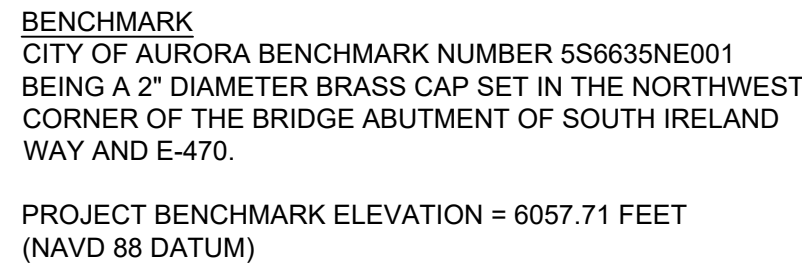 BENCHMARK
CITY OF AURORA BENCHMARK NUMBER 5S6635NE001
BEING A 2" DIAMETER BRASS CAP SET IN THE NORTHWEST
CORNER OF THE BRIDGE ABUTMENT OF SOUTH IRELAND
WAY AND E-470.
PROJECT BENCHMARK ELEVATION = 6057.71 FEET
(NAVD 88 DATUM)